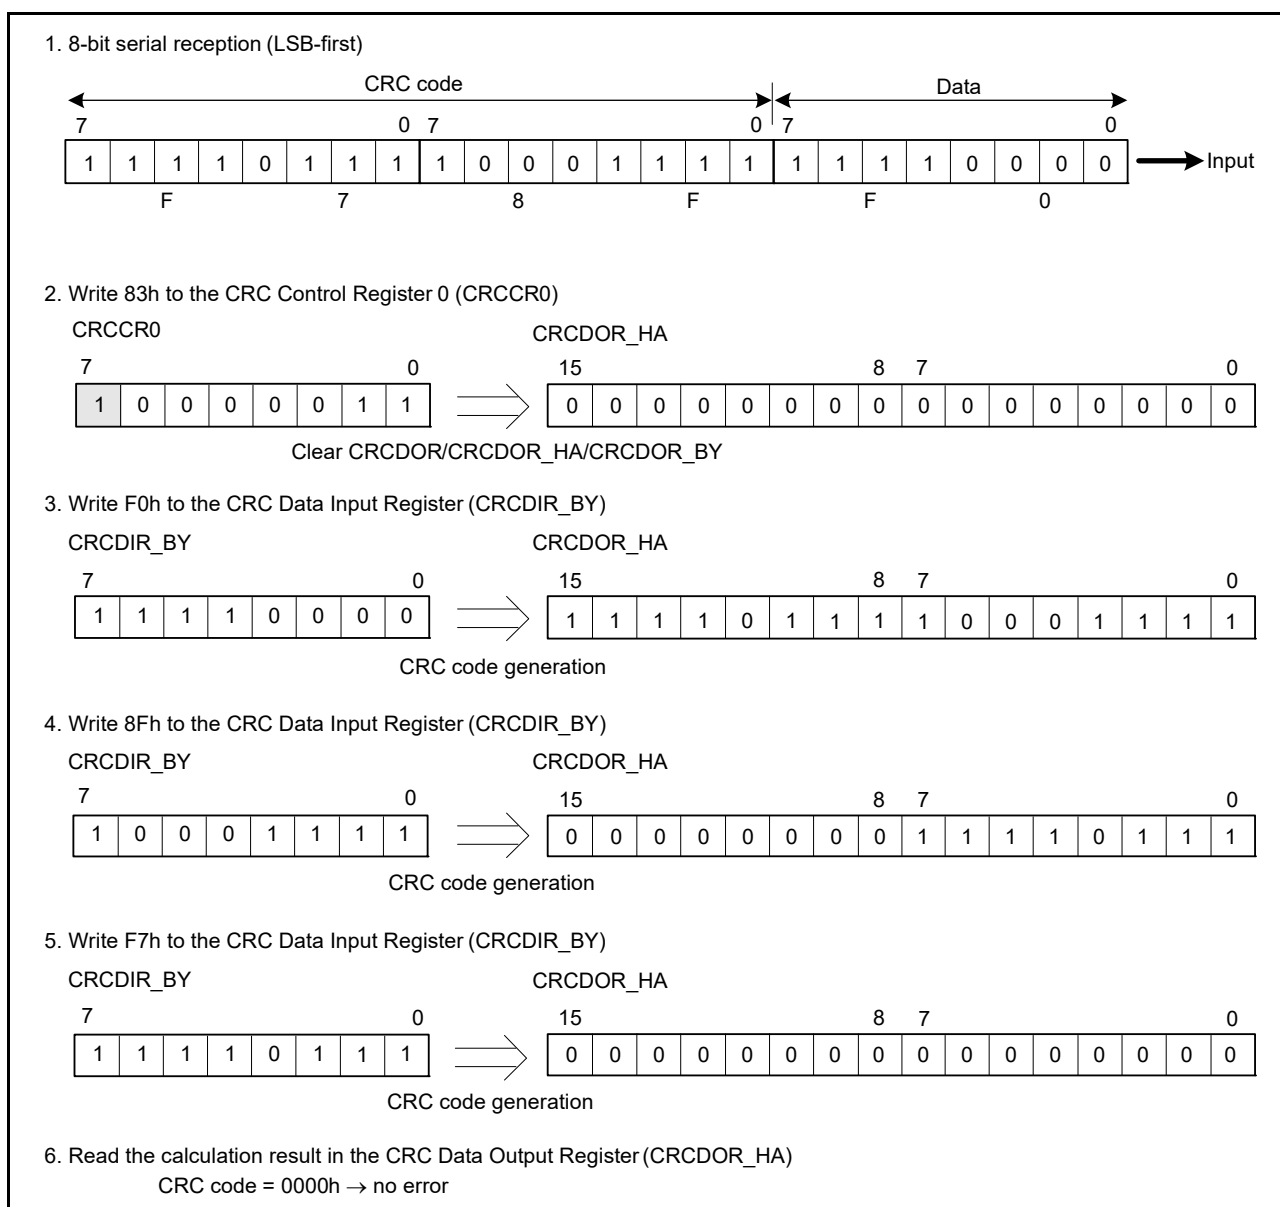 1. 8-bit serial reception (LSB-first)
CRC code Data
7 0 7 0 7 0
1 1 1 1 0 1 1 1 1 0 0 0 1 1 1 1 1 1 1 1 0 0 0 0 Input
F 7 8 F F 0
2. Write 83h to the CRC Control Register 0 (CRCCR0)
CRCCR0 CRCDOR_HA
7 0 15 8 7 0
1 0 0 0 0 0 1 1 0 0 0 0 0 0 0 0 0 0 0 0 0 0 0 0
Clear CRCDOR/CRCDOR_HA/CRCDOR_BY
3. Write F0h to the CRC Data Input Register (CRCDIR_BY)
CRCDIR_BY CRCDOR_HA
7 0 15 8 7 0
1 1 1 1 0 0 0 0 1 1 1 1 0 1 1 1 1 0 0 0 1 1 1 1
CRC code generation
4. Write 8Fh to the CRC Data Input Register (CRCDIR_BY)
CRCDIR_BY CRCDOR_HA
7 0 15 8 7 0
1 0 0 0 1 1 1 1 0 0 0 0 0 0 0 0 1 1 1 1 0 1 1 1
CRC code generation
5. Write F7h to the CRC Data Input Register (CRCDIR_BY)
CRCDIR_BY CRCDOR_HA
7 0 15 8 7 0
1 1 1 1 0 1 1 1 0 0 0 0 0 0 0 0 0 0 0 0 0 0 0 0
CRC code generation
6. Read the calculation result in the CRC Data Output Register (CRCDOR_HA)
CRC code = 0000h → no error